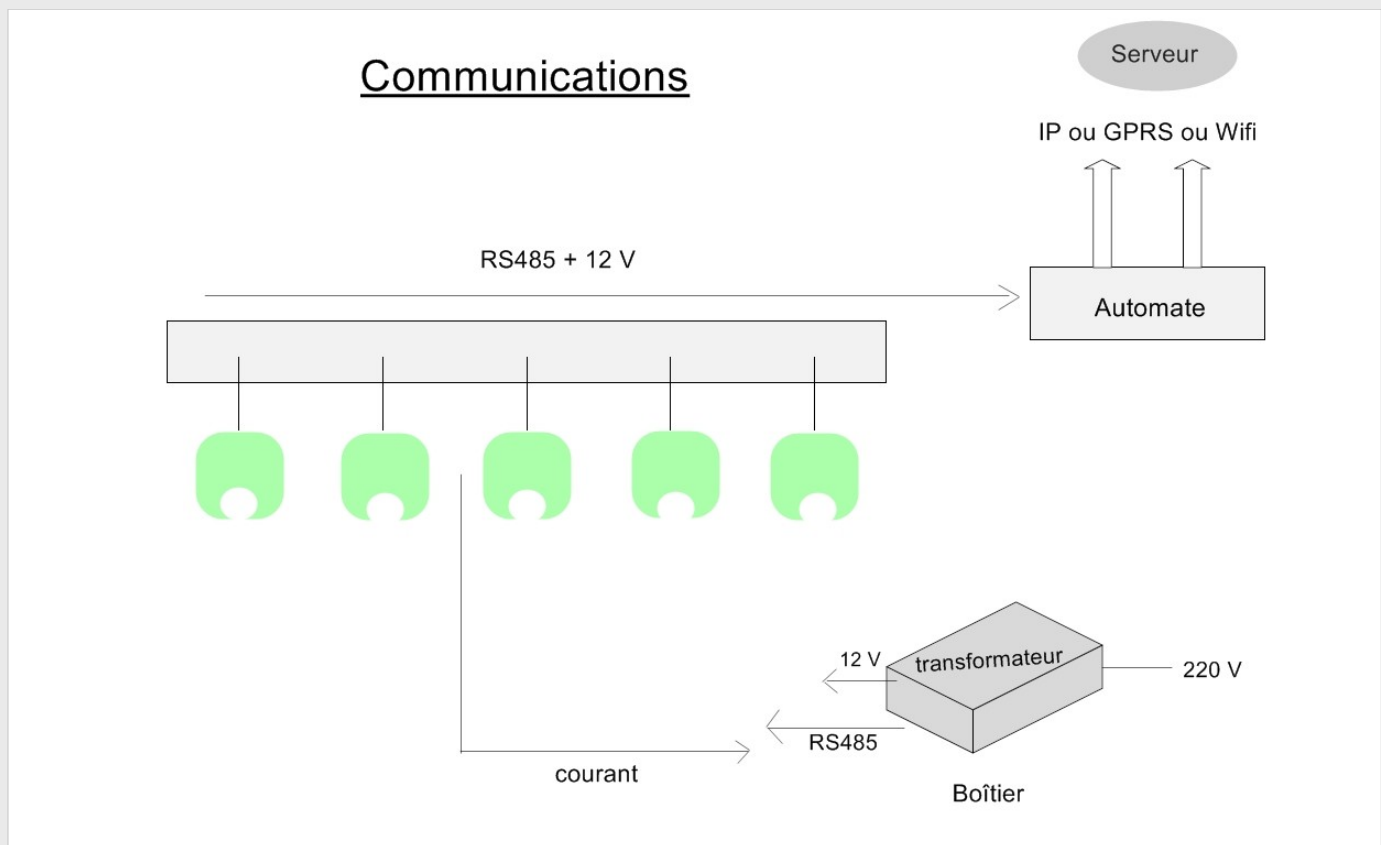 Communications
Serveur
IP ou GPRS ou Wifi
RS485 + 12 V
Automate
12 V
transformateur
220 V
RS485
courant
Boîtier